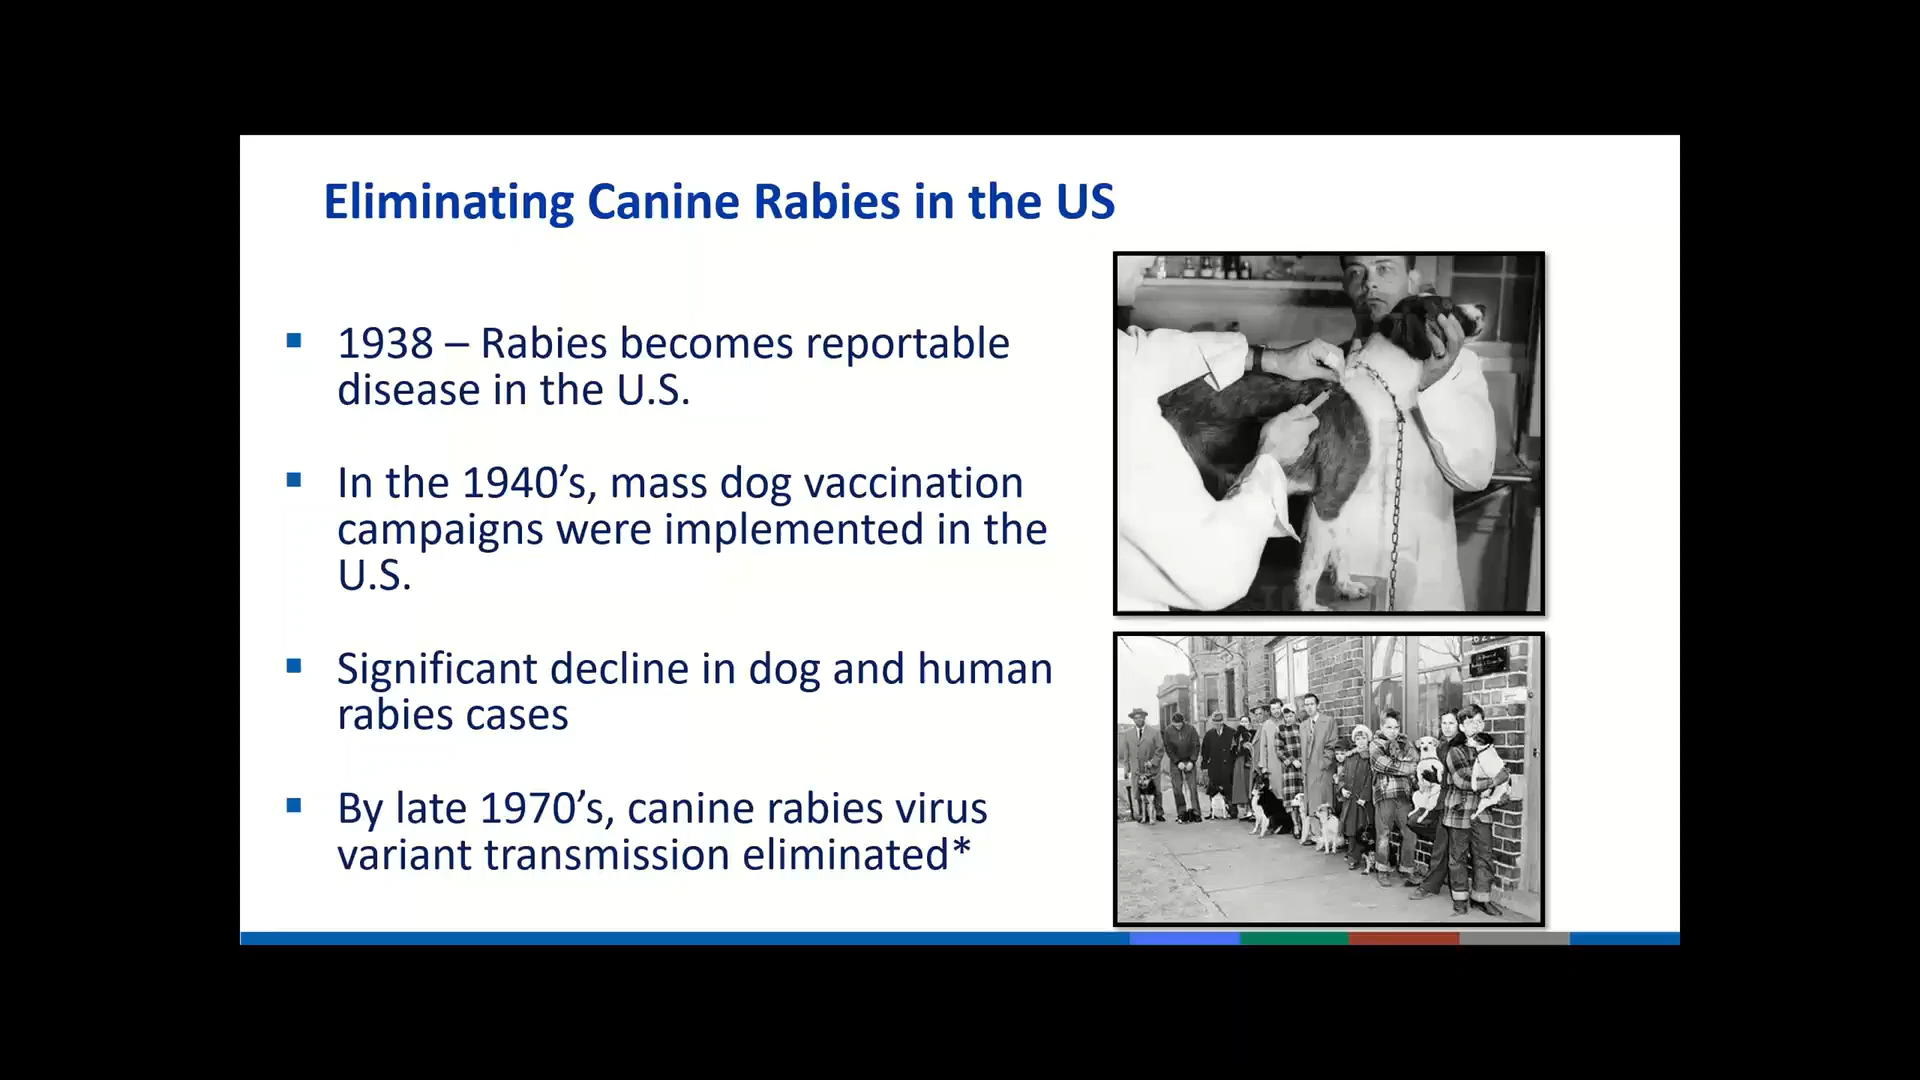 Eliminating Canine Rabies in the US
▪ 1938 – Rabies becomes reportable
disease in the U.S.
▪ In the 1940’s, mass dog vaccination
campaigns were implemented in the
U.S.
▪ Significant decline in dog and human
rabies cases
▪ By late 1970’s, canine rabies virus
variant transmission eliminated*